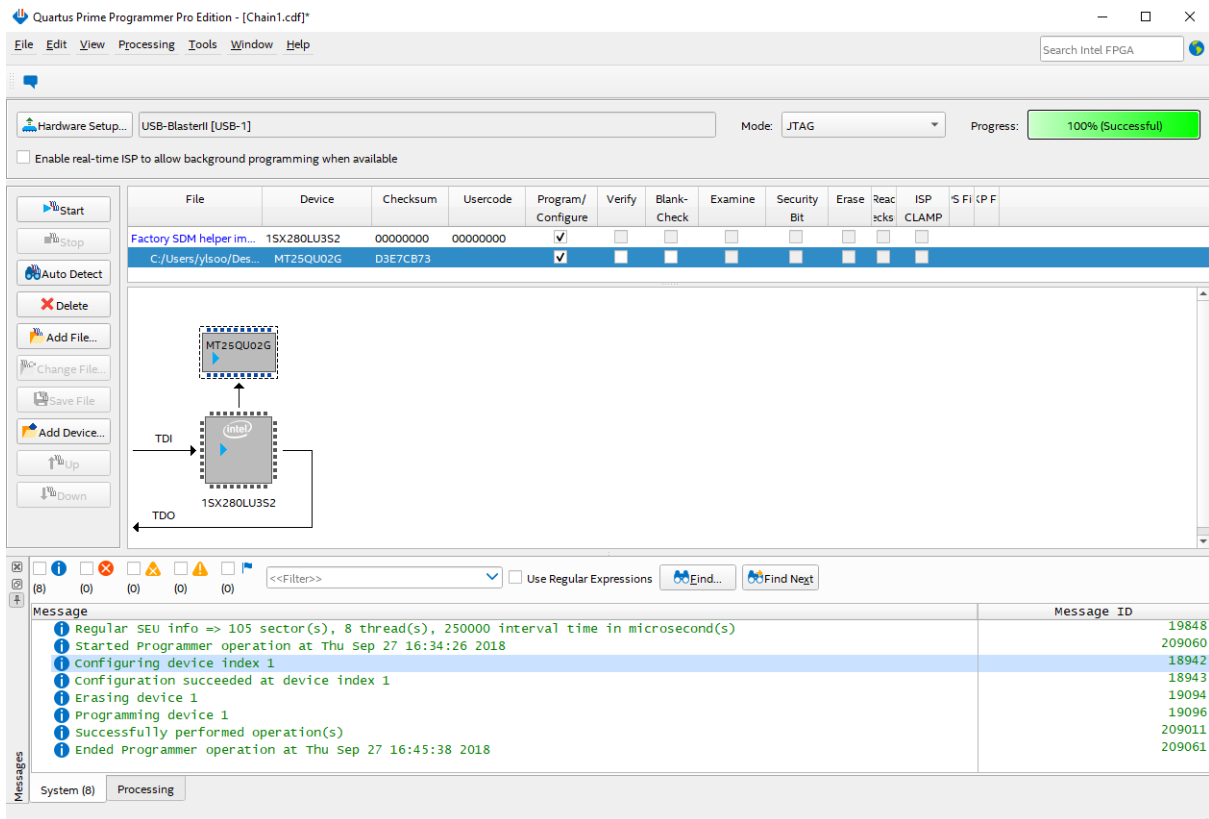 Quartus Prime Programmer Pro Edition - [Chain1.cdf]*
File Edit View Processing Tools Window Help
Search Intel FPGA
Hardware Setup... USB-BlasterII [USB-1] Mode: JTAG Progress: 100% (Successful)
Enable real-time ISP to allow background programming when available
File Device Checksum Usercode Program/ Configure Verify Blank- Check Examine Security Bit Erase Reac ecks ISP CLAMP 'S Fi (P F
Factory SDM helper im... 1SX280LU3S2 00000000 00000000
C:/Users/ylsoo/Des... MT25QU02G D3E7CB73
Start
Stop
Auto Detect
Delete
Add File...
Change File...
Save File
Add Device...
Up
Down
MT25QU02G
intel
TDI
1SX280LU3S2
TDO
(8) (0) (0) (0) (0) <<Filter>> Use Regular Expressions Find... Find Next
Message Message ID
Regular SEU info => 105 sector(s), 8 thread(s), 250000 interval time in microsecond(s) 19848
Started Programmer operation at Thu Sep 27 16:34:26 2018 209060
Configuring device index 1 18942
Configuration succeeded at device index 1 18943
Erasing device 1 19094
Programming device 1 19096
Successfully performed operation(s) 209011
Ended Programmer operation at Thu Sep 27 16:45:38 2018 209061
Messages
System (8) Processing